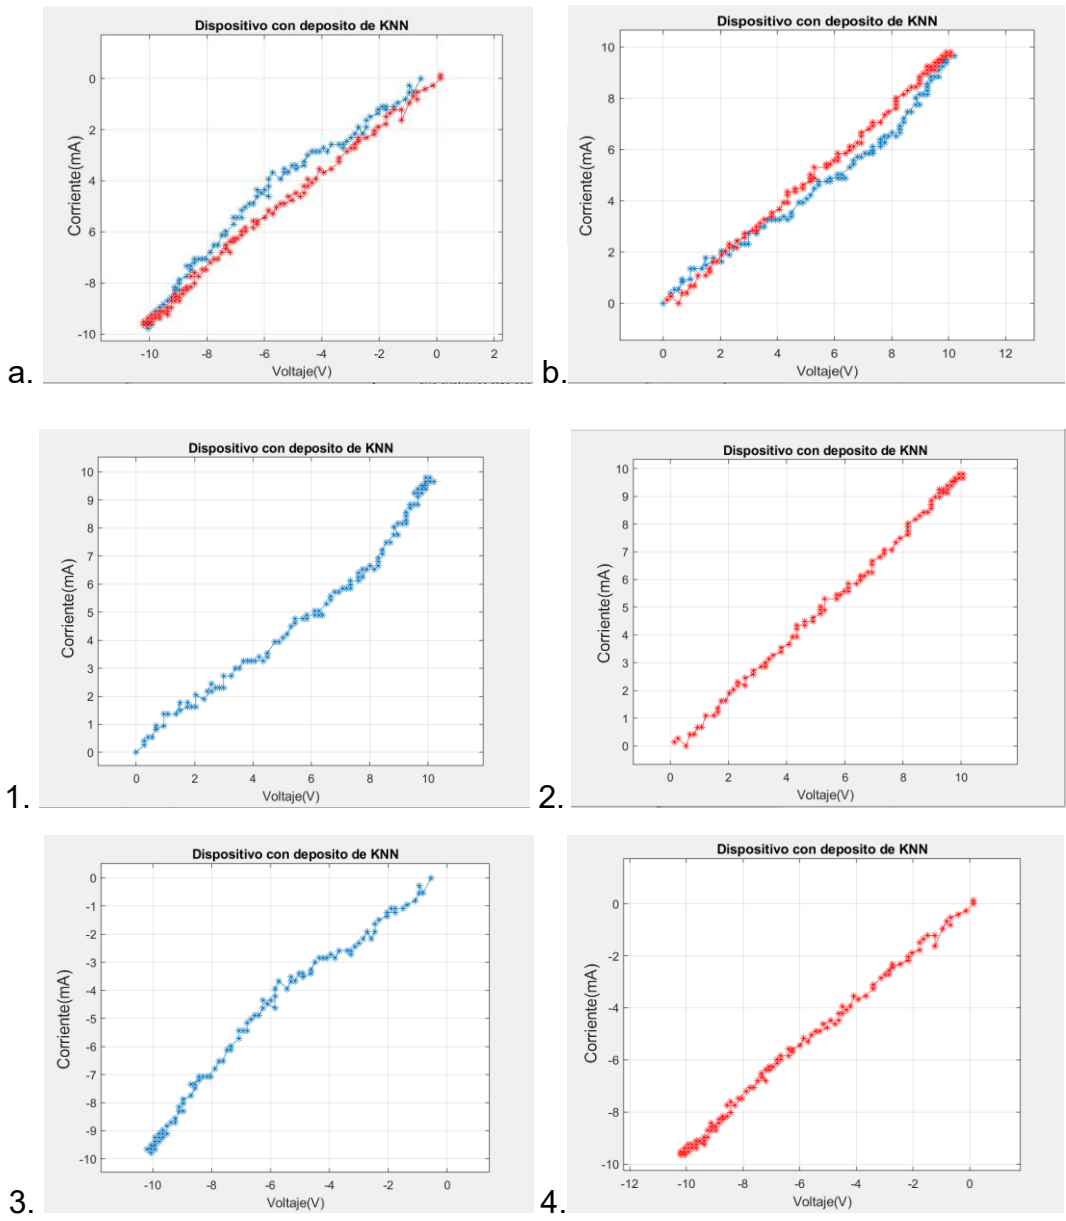 Dispositivo con deposito de KNN
Corriente(mA)
0
2
4
6
-8
-10
-10 -8 -6 -4 -2 0 2
Voltaje(V)
a.
Dispositivo con deposito de KNN
Corriente(mA)
10
8
6
4
2
0
0 2 4 6 8 10 12
Voltaje(V)
b.
Dispositivo con deposito de KNN
Corriente(mA)
10
9
8
7
6
5
4
3
2
1
0
0 2 4 6 8 10
Voltaje(V)
1.
Dispositivo con deposito de KNN
Corriente(mA)
10
9
8
7
6
5
4
3
2
1
0
0 2 4 6 8 10
Voltaje(V)
2.
Dispositivo con deposito de KNN
Corriente(mA)
0
-1
-2
-3
-4
-5
-6
-7
-8
-9
-10
-10 -8 -6 -4 -2 0
Voltaje(V)
3.
Dispositivo con deposito de KNN
Corriente(mA)
0
-2
-4
-6
-8
-10
-12 -10 -8 -6 -4 -2 0
Voltaje(V)
4.